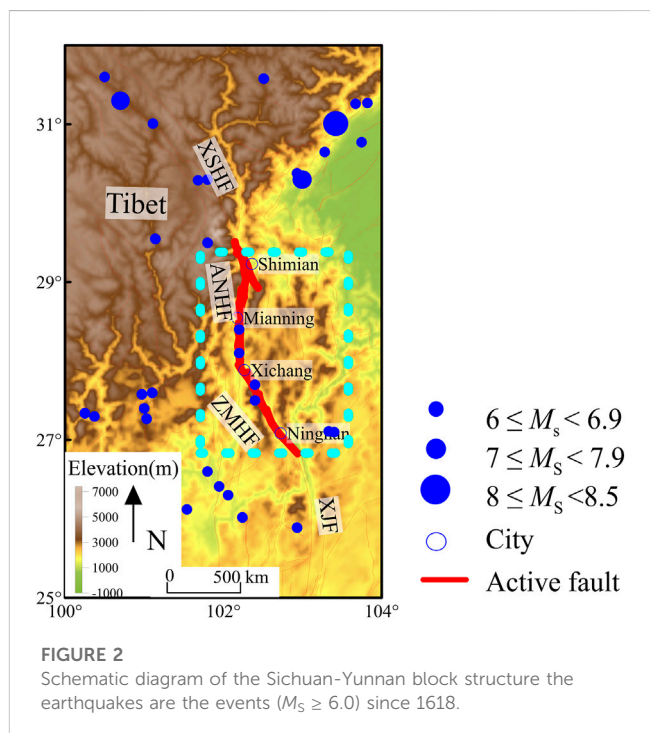 31°
29°
27°
25°
100°
102°
104°
XSHF
Tibet
Shimian
ANHF
Mianning
Xichang
ZMHF
Ningnan
XJF
Elevation(m)
7000
5000
3000
1000
-1000
N
0 500 km
6 ≤ Ms < 6.9
7 ≤ MS < 7.9
8 ≤ MS <8.5
City
Active fault
FIGURE 2
Schematic diagram of the Sichuan-Yunnan block structure the
earthquakes are the events (MS ≥ 6.0) since 1618.